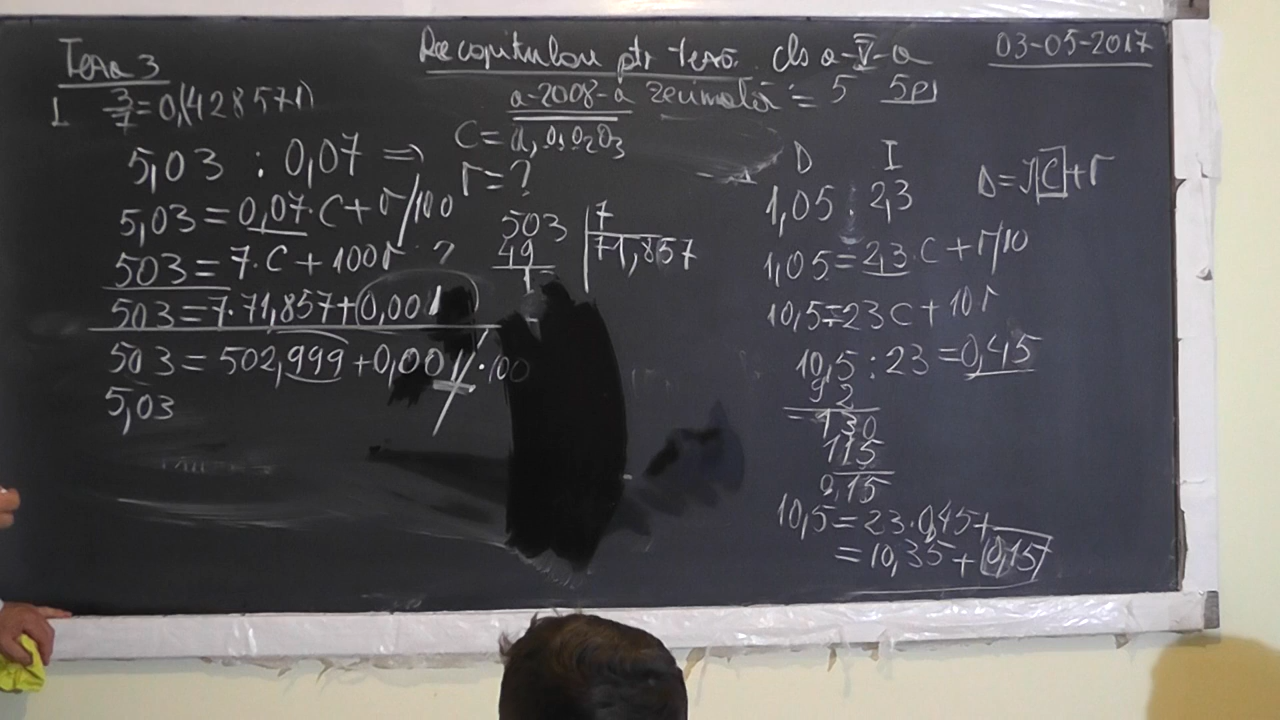 Tema 3
Recapitulare ptr teză cls a-V-a
03-05-2017
1 3/7=0,(428571)
a-2008-a zecimală = 5 5p
C=a,a₁a₂a₃
5,03 : 0,07 =>
r=?
5,03=0,07·C+r/100
503=7·C+100r ?
503=7·71,857+0,001
503=502,999+0,001/·100
5,03
503 | 7
49 71,857
D I
D=I·C+r
1,05 : 2,3
1,05=2,3·C+r/10
10,5=23C+10r
10,5:23=0,45
92
=130
115
0,15
10,5=23·0,45+
=10,35+0,15